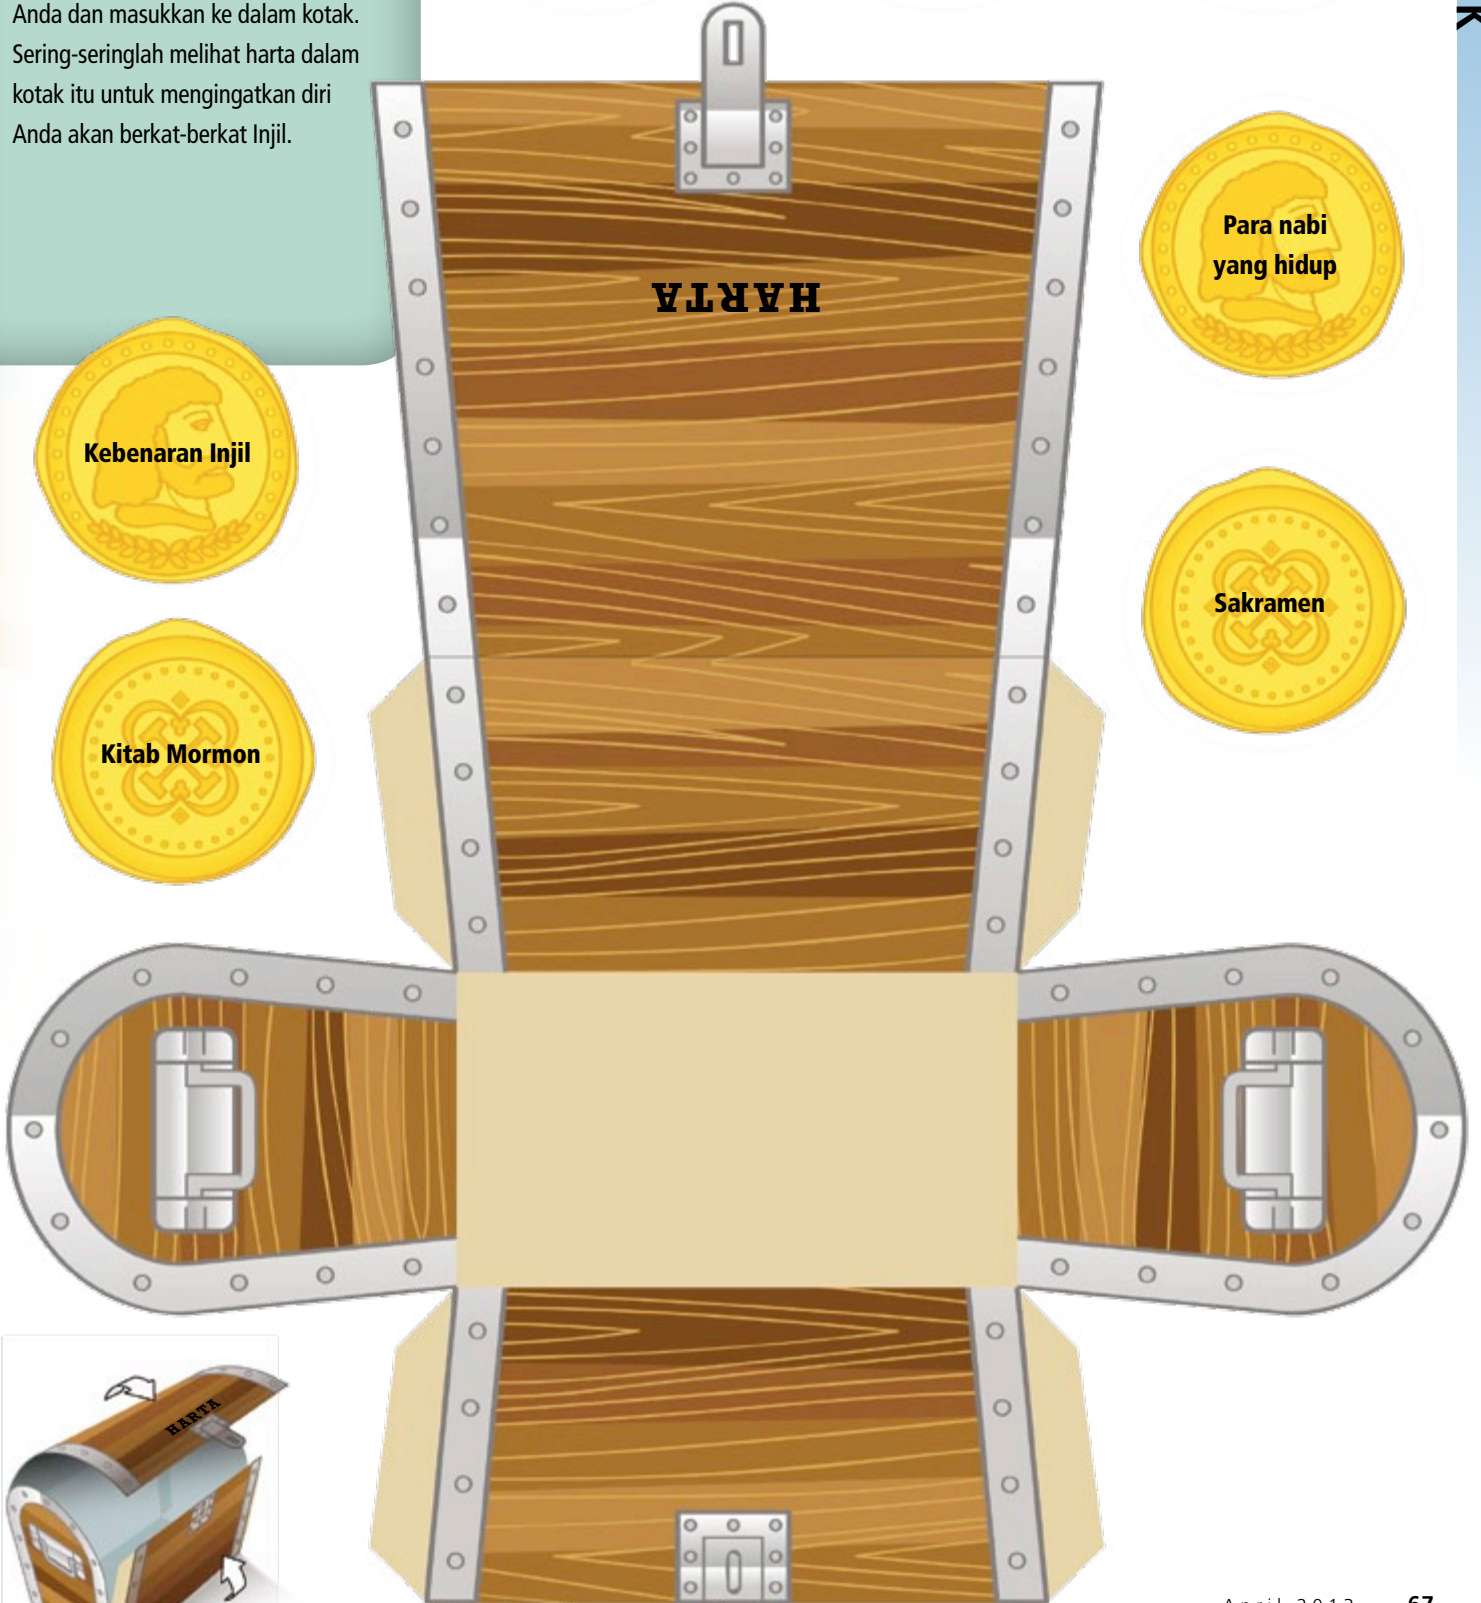 Anda dan masukkan ke dalam kotak.
Sering-seringlah melihat harta dalam
kotak itu untuk mengingatkan diri
Anda akan berkat-berkat Injil.
HARTA
Para nabi
yang hidup
Kebenaran Injil
Sakramen
Kitab Mormon
HARTA
67